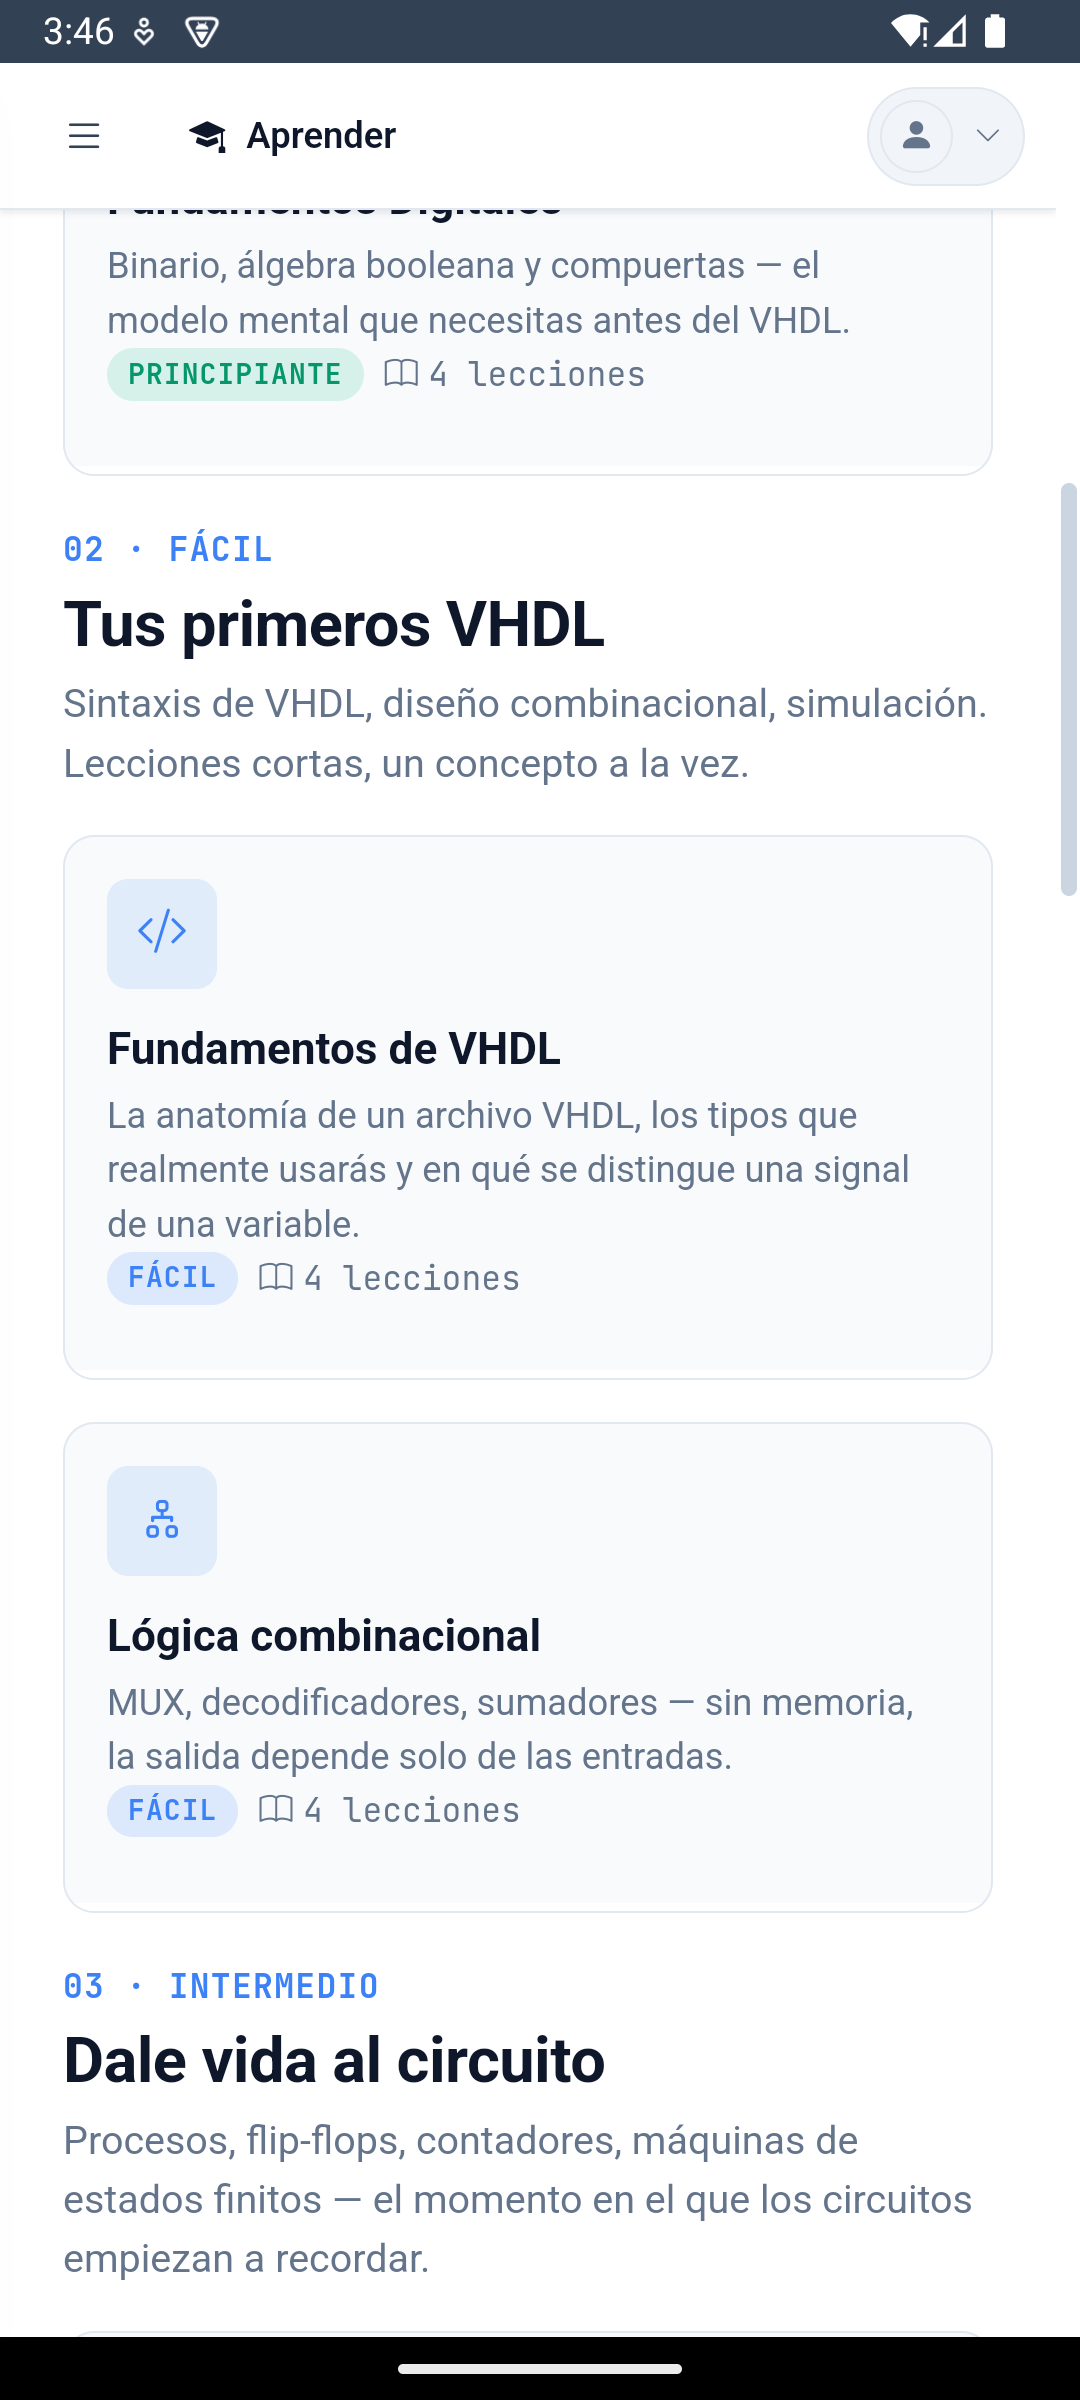 3:46
Aprender
Fundamentos Digitales
Binario, álgebra booleana y compuertas — el
modelo mental que necesitas antes del VHDL.
PRINCIPIANTE 4 lecciones
02 · FÁCIL
Tus primeros VHDL
Sintaxis de VHDL, diseño combinacional, simulación.
Lecciones cortas, un concepto a la vez.
Fundamentos de VHDL
La anatomía de un archivo VHDL, los tipos que
realmente usarás y en qué se distingue una signal
de una variable.
FÁCIL 4 lecciones
Lógica combinacional
MUX, decodificadores, sumadores — sin memoria,
la salida depende solo de las entradas.
FÁCIL 4 lecciones
03 · INTERMEDIO
Dale vida al circuito
Procesos, flip-flops, contadores, máquinas de
estados finitos — el momento en el que los circuitos
empiezan a recordar.